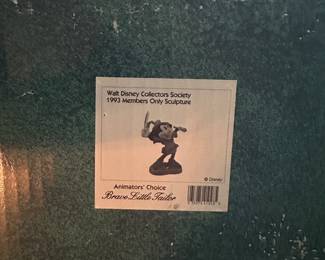 Walt Disney Collectors Society
1993 Members Only Sculpture
© Disney
Animators' Choice
Brave Little Tailor